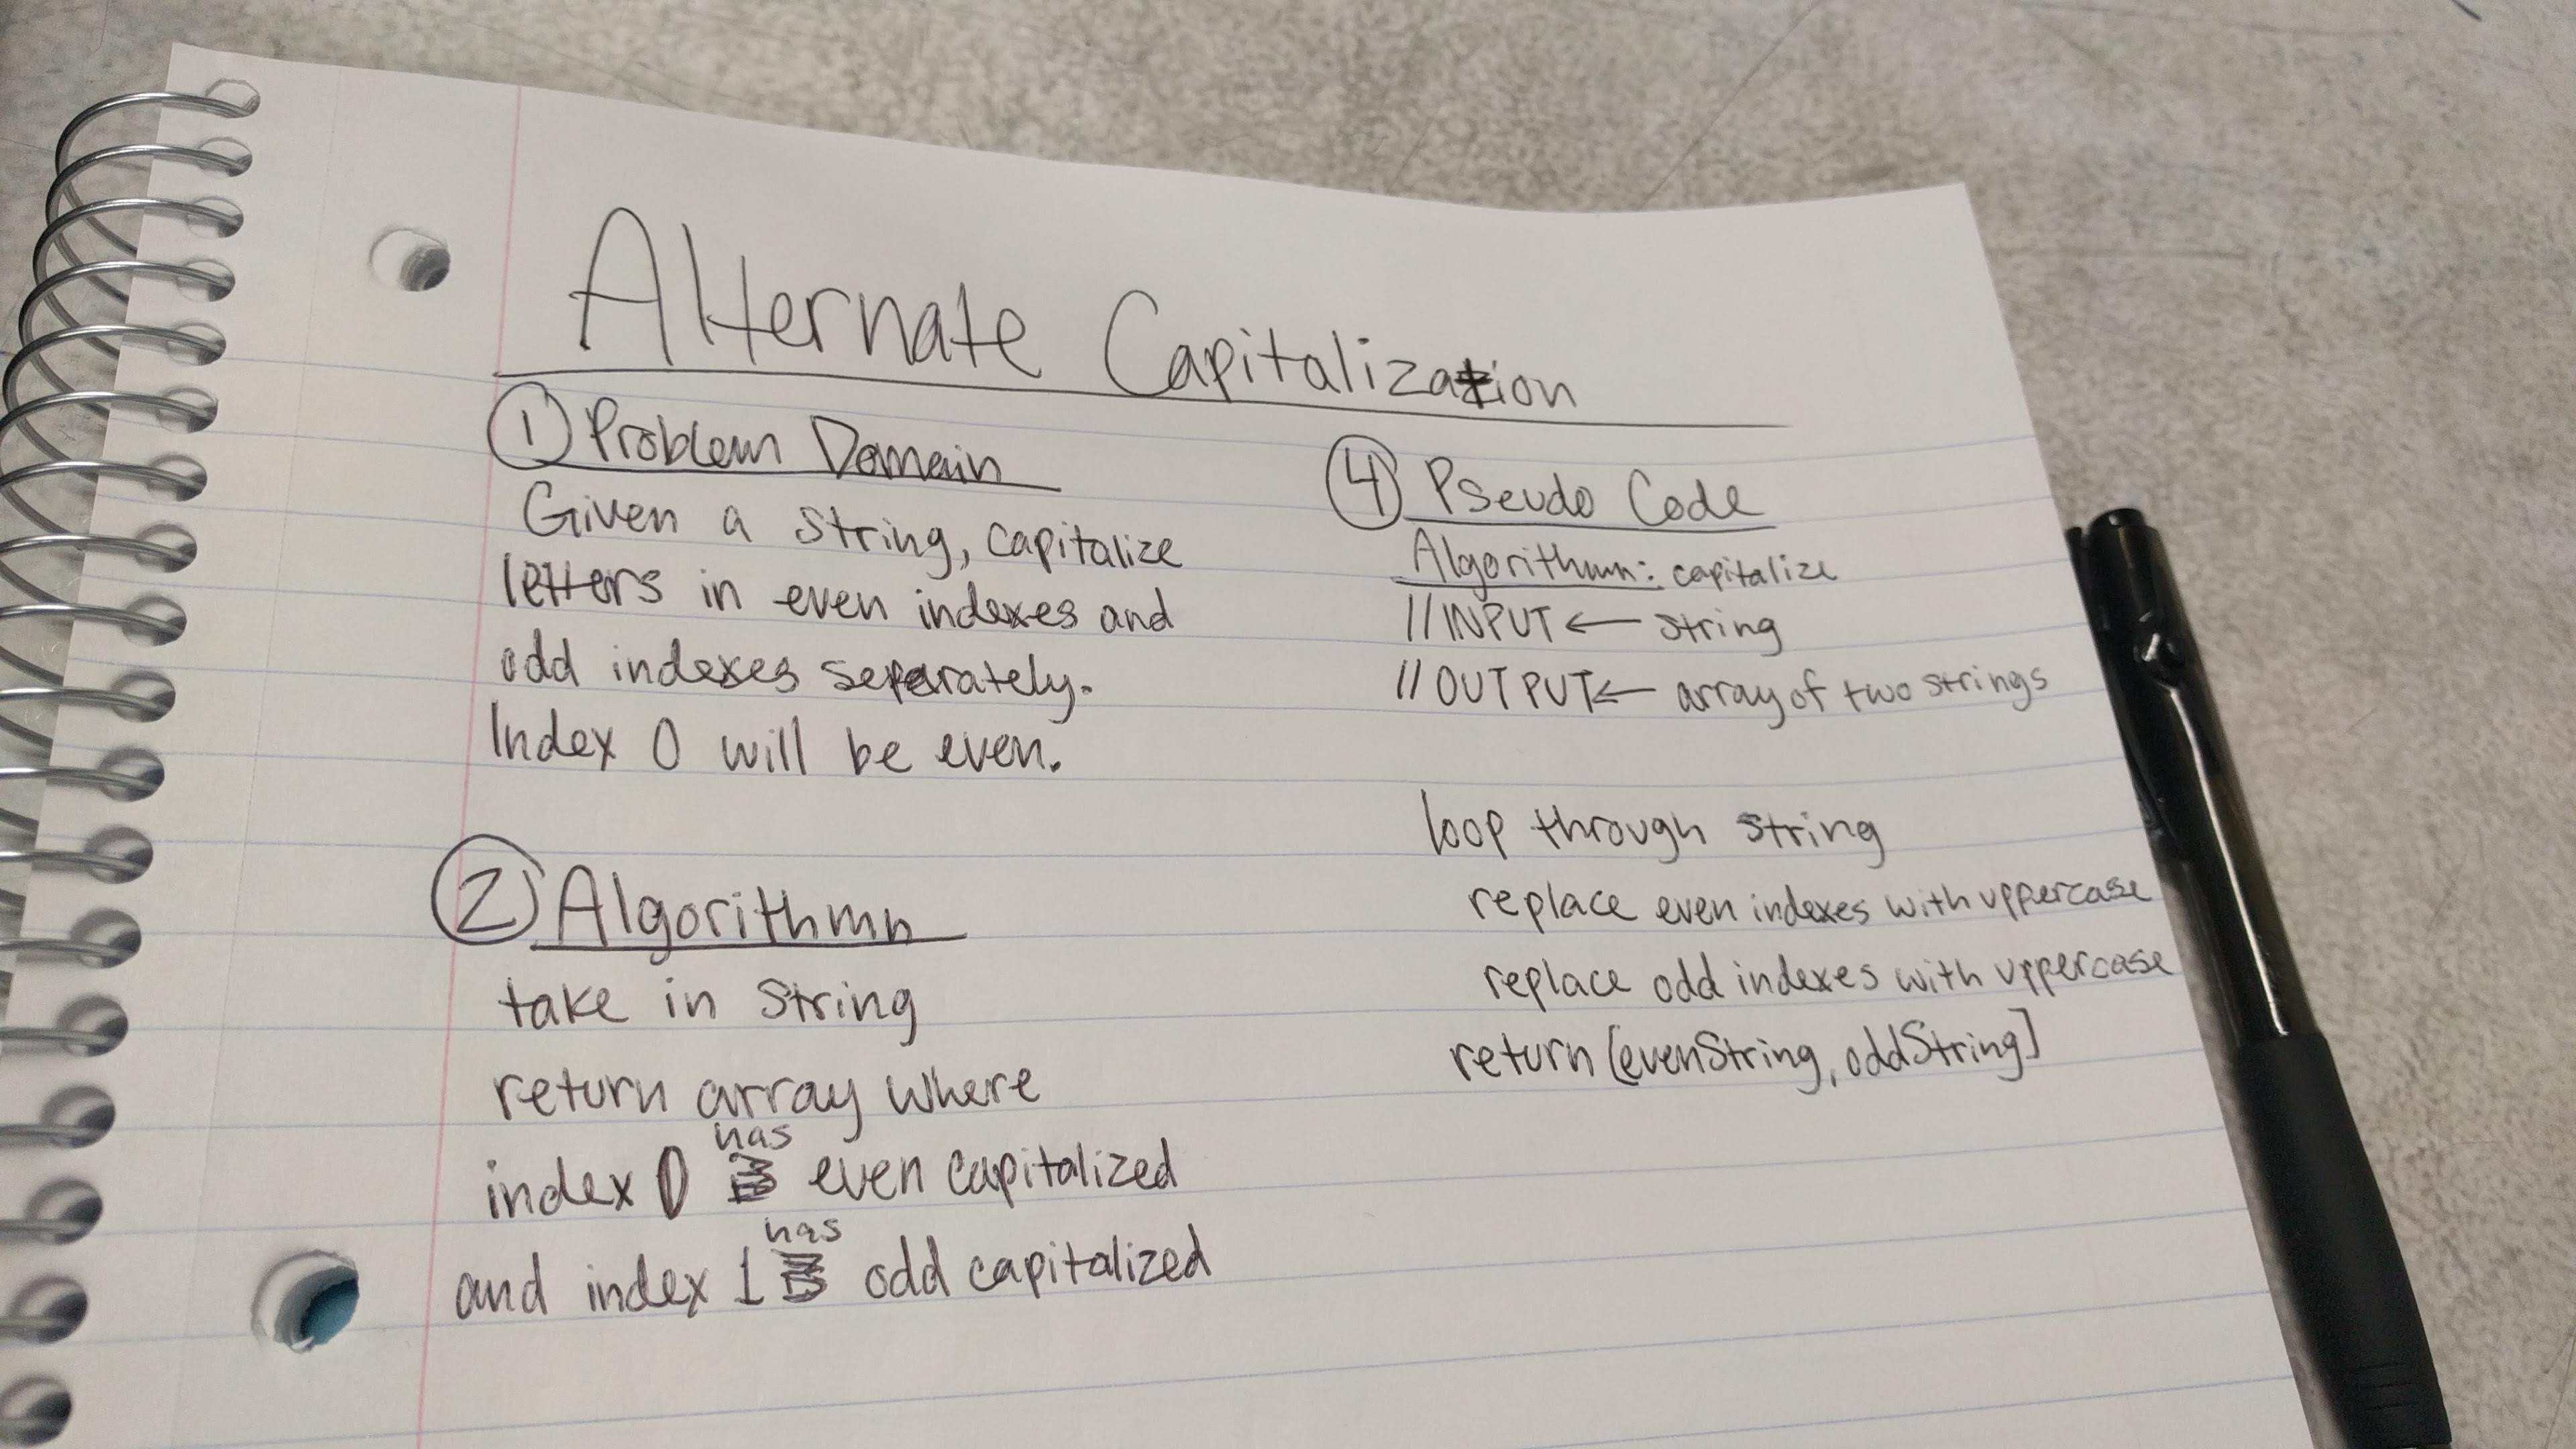 Alternate Capitalization
① Problem Domain
Given a string, capitalize
letters in even indexes and
odd indexes separately.
Index 0 will be even.
② Algorithmn
take in string
return array where
index 0 has even capitalized
and index 1 has odd capitalized
④ Pseudo Code
Algorithmn: capitalize
//INPUT ← string
//OUTPUT ← array of two strings
loop through string
replace even indexes with uppercase
replace odd indexes with uppercase
return [evenString, oddString]